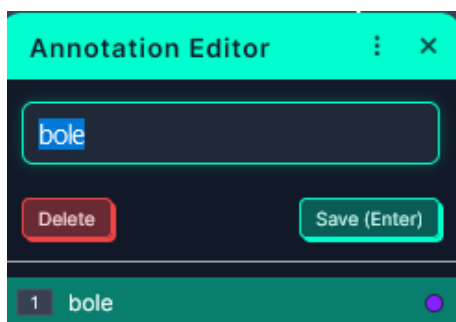 Annotation Editor
bole
Delete
Save (Enter)
1 bole